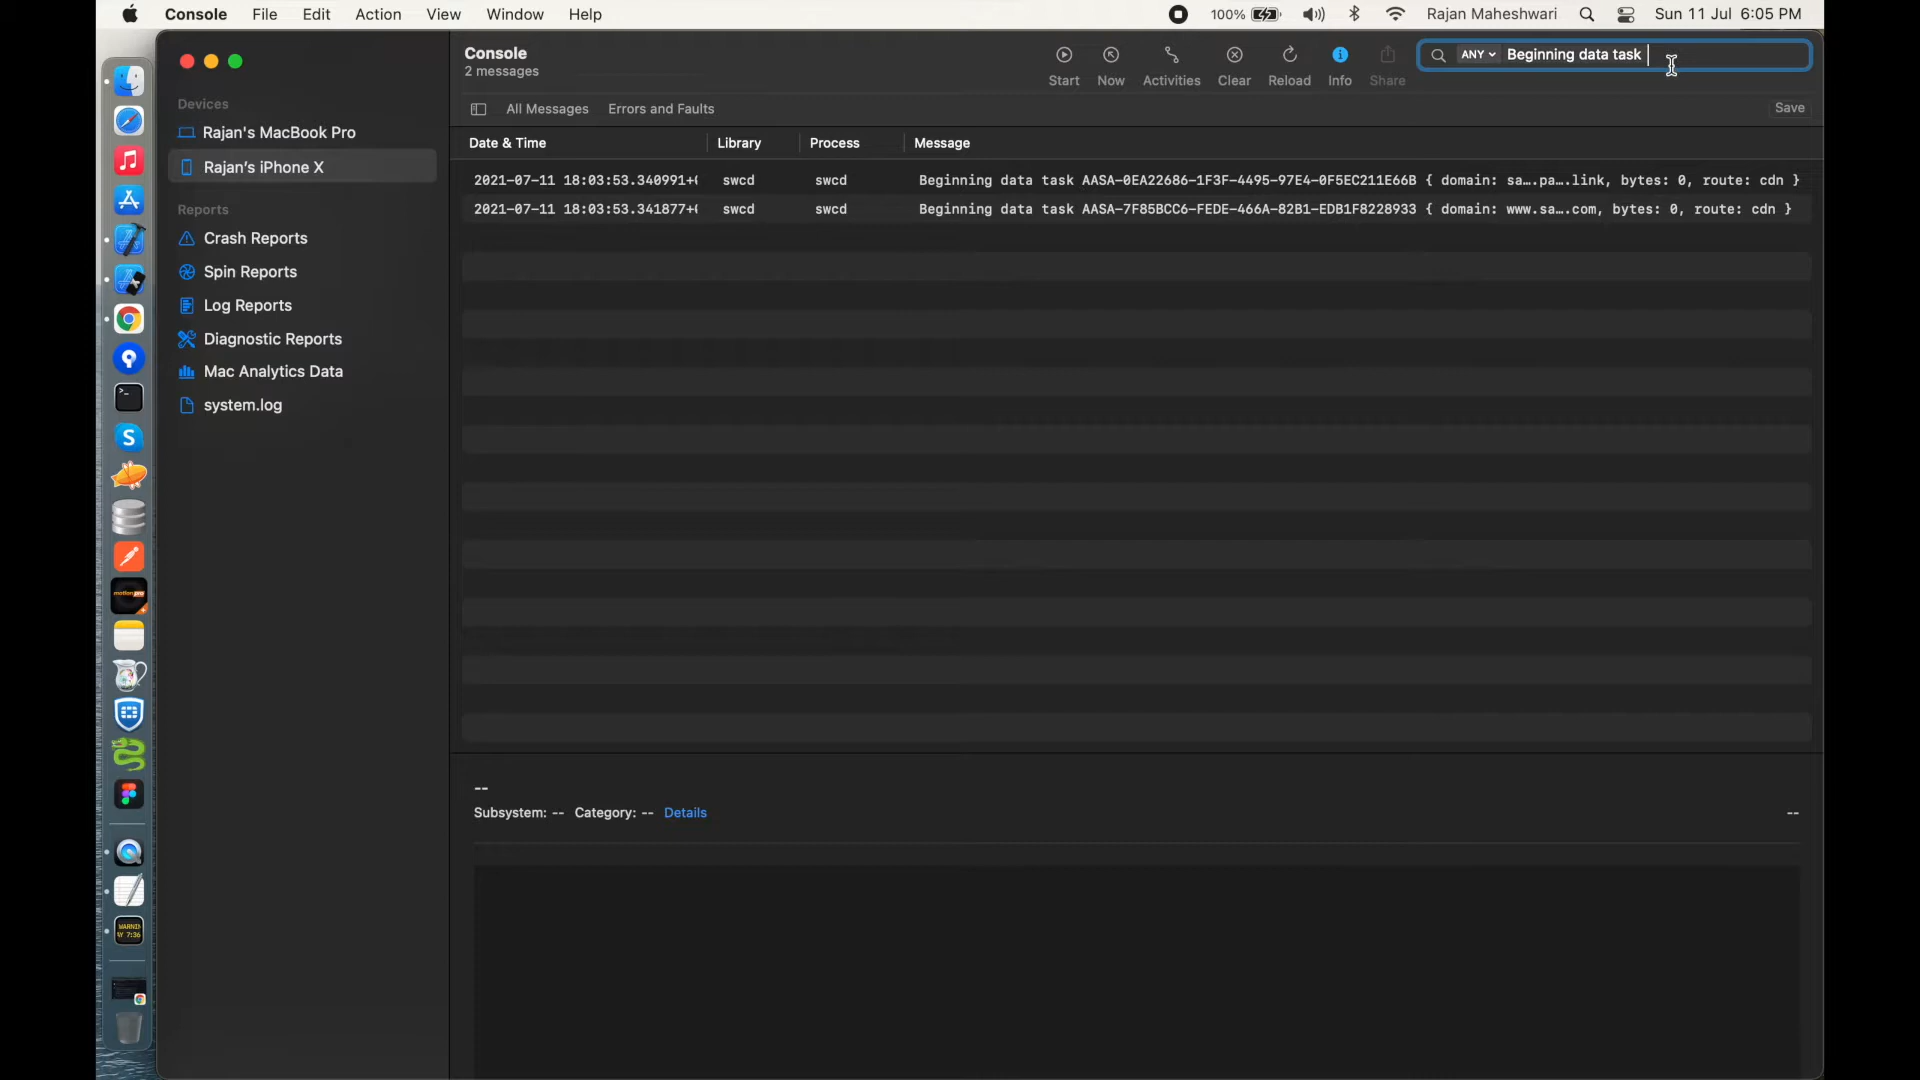 Console File Edit Action View Window Help 100% Rajan Maheshwari Sun 11 Jul 6:05 PM
Console
2 messages
Start Now Activities Clear Reload Info Share
ANY Beginning data task
All Messages Errors and Faults Save
Devices
Rajan's MacBook Pro
Rajan's iPhone X
Reports
Crash Reports
Spin Reports
Log Reports
Diagnostic Reports
Mac Analytics Data
system.log
Date & Time Library Process Message
2021-07-11 18:03:53.340991+( swcd swcd Beginning data task AASA-0EA22686-1F3F-4495-97E4-0F5EC211E66B { domain: sa….pa….link, bytes: 0, route: cdn }
2021-07-11 18:03:53.341877+( swcd swcd Beginning data task AASA-7F85BCC6-FEDE-466A-82B1-EDB1F8228933 { domain: www.sa….com, bytes: 0, route: cdn }
--
Subsystem: -- Category: -- Details --